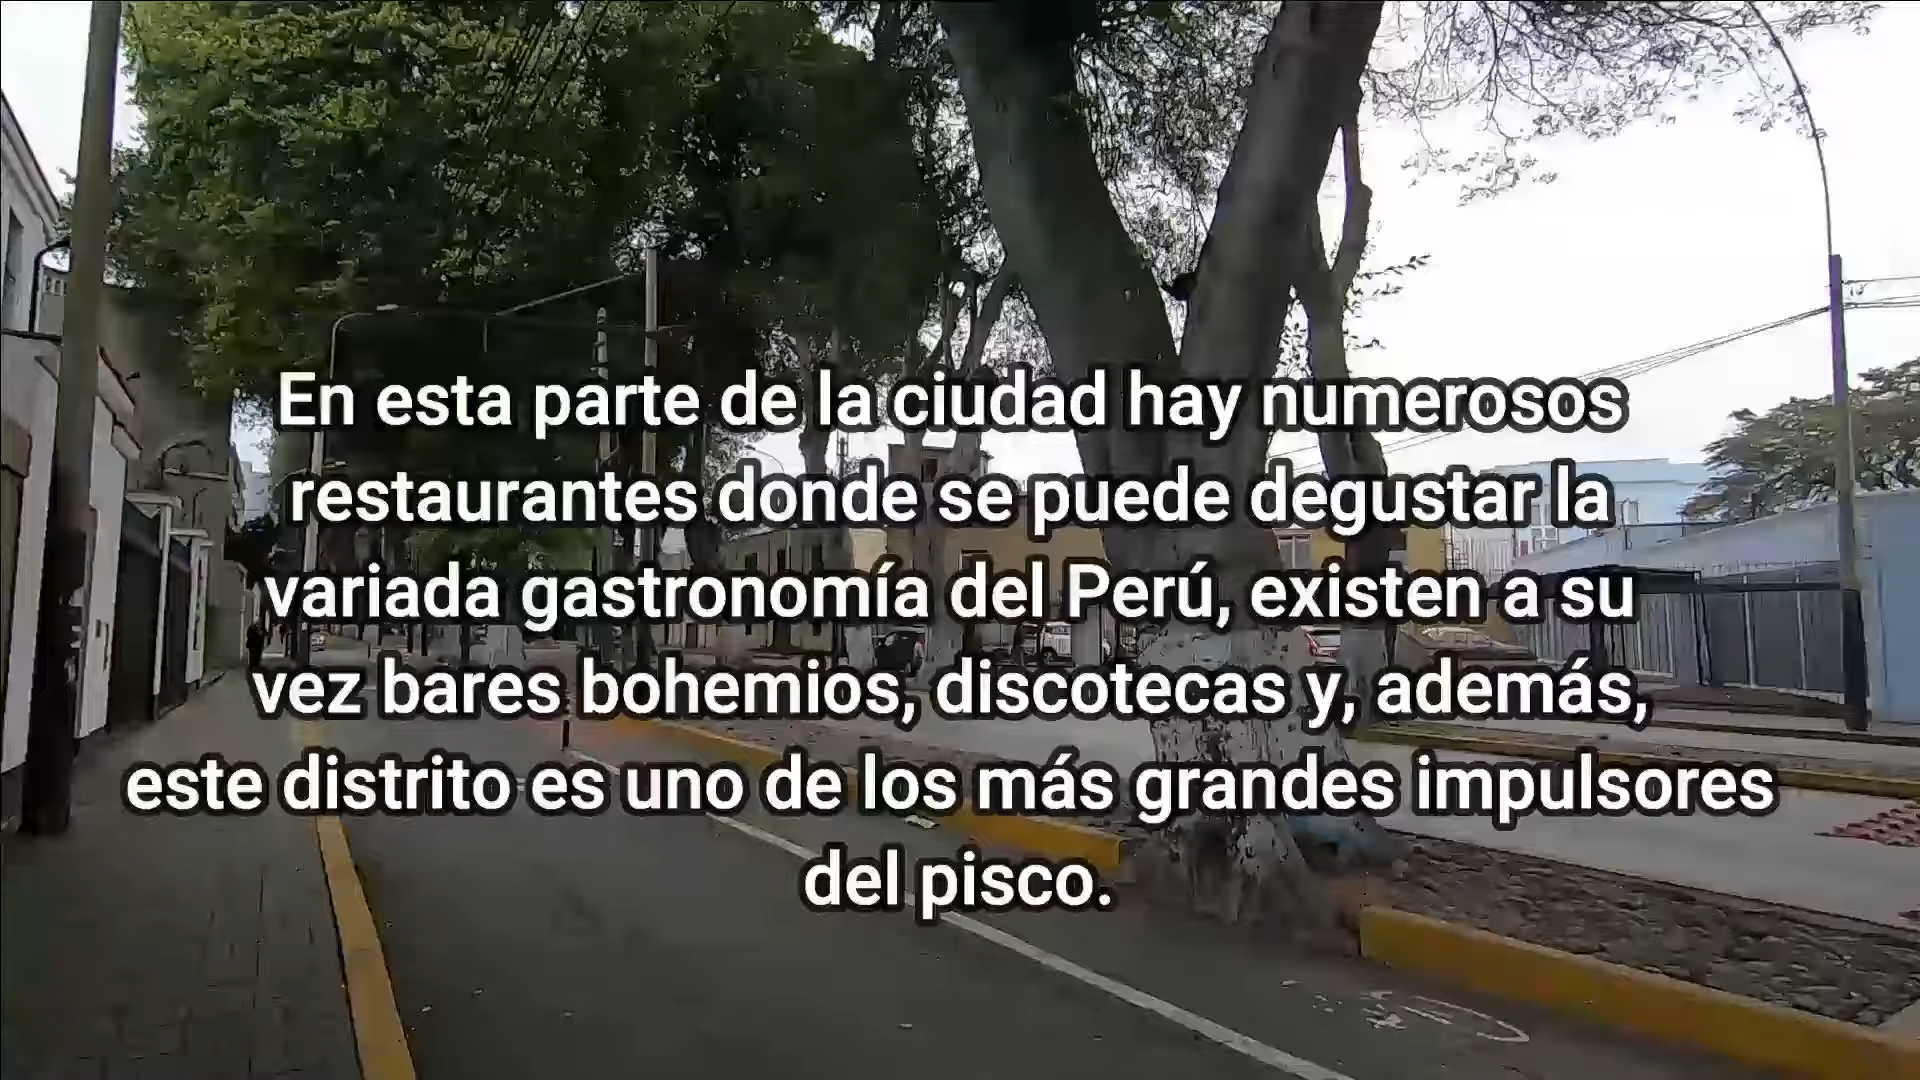 En esta parte de la ciudad hay numerosos
restaurantes donde se puede degustar la
variada gastronomía del Perú, existen a su
vez bares bohemios, discotecas y, además,
este distrito es uno de los más grandes impulsores
del pisco.